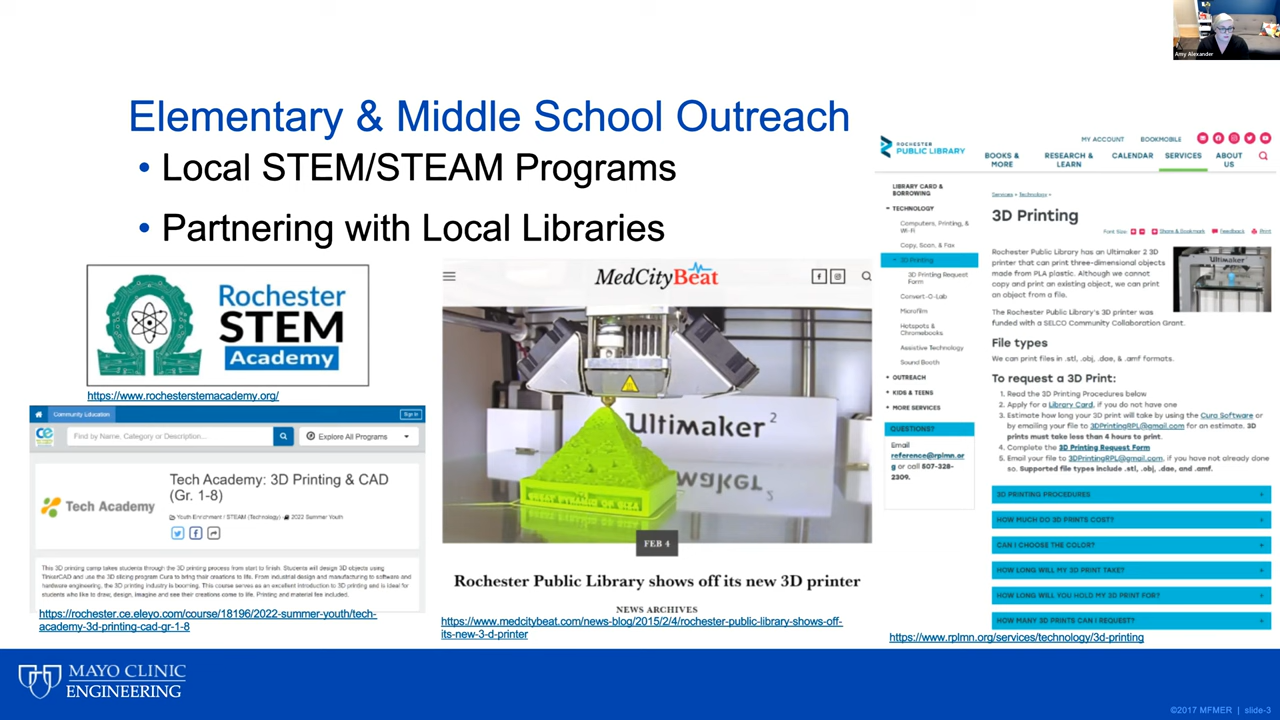 Amy Alexander
Elementary & Middle School Outreach
• Local STEM/STEAM Programs
• Partnering with Local Libraries
Rochester
STEM
Academy
https://www.rochesterstemacademy.org/
Community Education
Sign In
ce
Find by Name, Category or Description...
Explore All Programs
Tech Academy
Tech Academy: 3D Printing & CAD
(Gr. 1-8)
Youth Enrichment / STEAM (Technology) 2022 Summer Youth
This 3D printing camp takes students through the 3D printing process from start to finish. Students will design 3D objects using
TinkerCAD and use the 3D slicing program Cura to bring their creations to life. From industrial design and manufacturing to software and
hardware engineering, the 3D printing industry is booming. This course serves as an excellent introduction to 3D printing and is ideal for
students who like to draw, design, imagine and see their creations come to life. Printing and material fee included.
https://rochester.ce.eleyo.com/course/18196/2022-summer-youth/tech-
academy-3d-printing-cad-gr-1-8
MedCityBeat
Ultimaker²
GREAT PYRAMID OF GIZA
FEB 4
Rochester Public Library shows off its new 3D printer
NEWS ARCHIVES
https://www.medcitybeat.com/news-blog/2015/2/4/rochester-public-library-shows-off-
its-new-3-d-printer
ROCHESTER
PUBLIC LIBRARY
MY ACCOUNT BOOKMOBILE
BOOKS &
MORE
RESEARCH &
LEARN
CALENDAR
SERVICES
ABOUT
US
LIBRARY CARD &
BORROWING
TECHNOLOGY
Computers, Printing, &
Wi-Fi
Copy, Scan, & Fax
3D Printing
3D Printing Request
Form
Convert-O-Lab
Microfilm
Hotspots &
Chromebooks
Assistive Technology
Sound Booth
OUTREACH
KIDS & TEENS
MORE SERVICES
QUESTIONS?
Email
reference@rplmn.or
g or call 507-328-
2309.
Services » Technology »
3D Printing
Font Size: Share & Bookmark Feedback Print
Rochester Public Library has an Ultimaker 2 3D
printer that can print three-dimensional objects
made from PLA plastic. Although we cannot
copy and print an existing object, we can print
an object from a file.
Ultimaker
The Rochester Public Library's 3D printer was
funded with a SELCO Community Collaboration Grant.
File types
We can print files in .stl, .obj, .dae, & .amf formats.
To request a 3D Print:
1. Read the 3D Printing Procedures below
2. Apply for a Library Card, if you do not have one
3. Estimate how long your 3D print will take by using the Cura Software or
by emailing your file to 3DPrintingRPL@gmail.com for an estimate. 3D
prints must take less than 4 hours to print.
4. Complete the 3D Printing Request Form
5. Email your file to 3DPrintingRPL@gmail.com, if you have not already done
so. Supported file types include .stl, .obj, .dae, and .amf.
3D PRINTING PROCEDURES
HOW MUCH DO 3D PRINTS COST?
CAN I CHOOSE THE COLOR?
HOW LONG WILL MY 3D PRINT TAKE?
HOW LONG WILL YOU HOLD MY 3D PRINT FOR?
HOW MANY 3D PRINTS CAN I REQUEST?
https://www.rplmn.org/services/technology/3d-printing
MAYO CLINIC
ENGINEERING
©2017 MFMER | slide-3